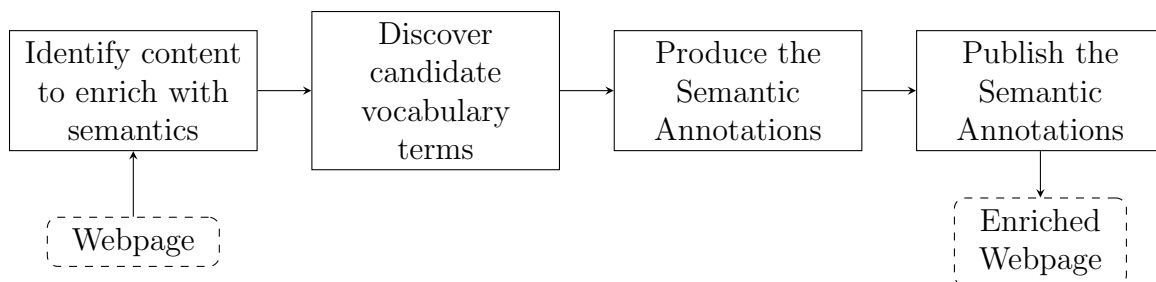 Identify content
to enrich with
semantics
Discover
candidate
vocabulary
terms
Produce the
Semantic
Annotations
Publish the
Semantic
Annotations
Webpage
Enriched
Webpage